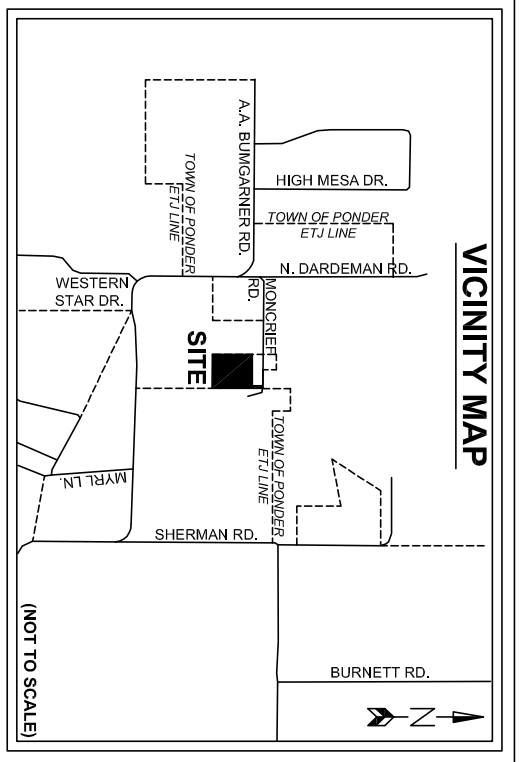 VICINITY MAP
A.A. BUMGARNER RD.
HIGH MESA DR.
TOWN OF PONDER
ETJ LINE
TOWN OF PONDER
ETJ LINE
N. DARDEMAN RD.
WESTERN
STAR DR.
MONCRIEF
RD.
SITE
TOWN OF PONDER
ETJ LINE
MYRL LN.
SHERMAN RD.
BURNETT RD.
(NOT TO SCALE)
N